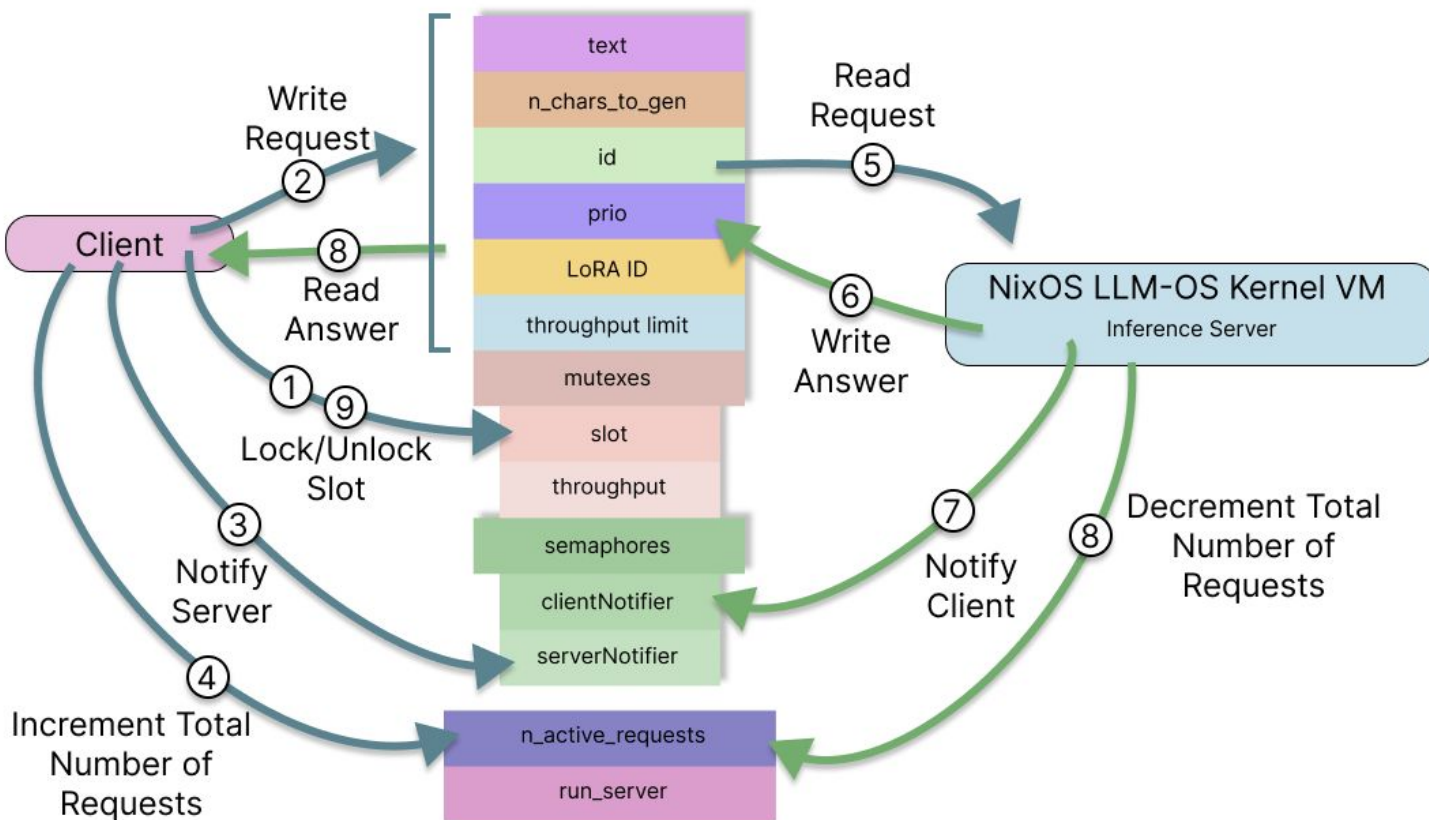 text
n_chars_to_gen
id
prio
LoRA ID
throughput limit
mutexes
slot
throughput
semaphores
clientNotifier
serverNotifier
n_active_requests
run_server
Client
Write
Request
2
8
Read
Answer
1
9
Lock/Unlock
Slot
3
Notify
Server
4
Increment Total
Number of
Requests
Read
Request
5
NixOS LLM-OS Kernel VM
Inference Server
6
Write
Answer
7
Notify
Client
8
Decrement Total
Number of
Requests